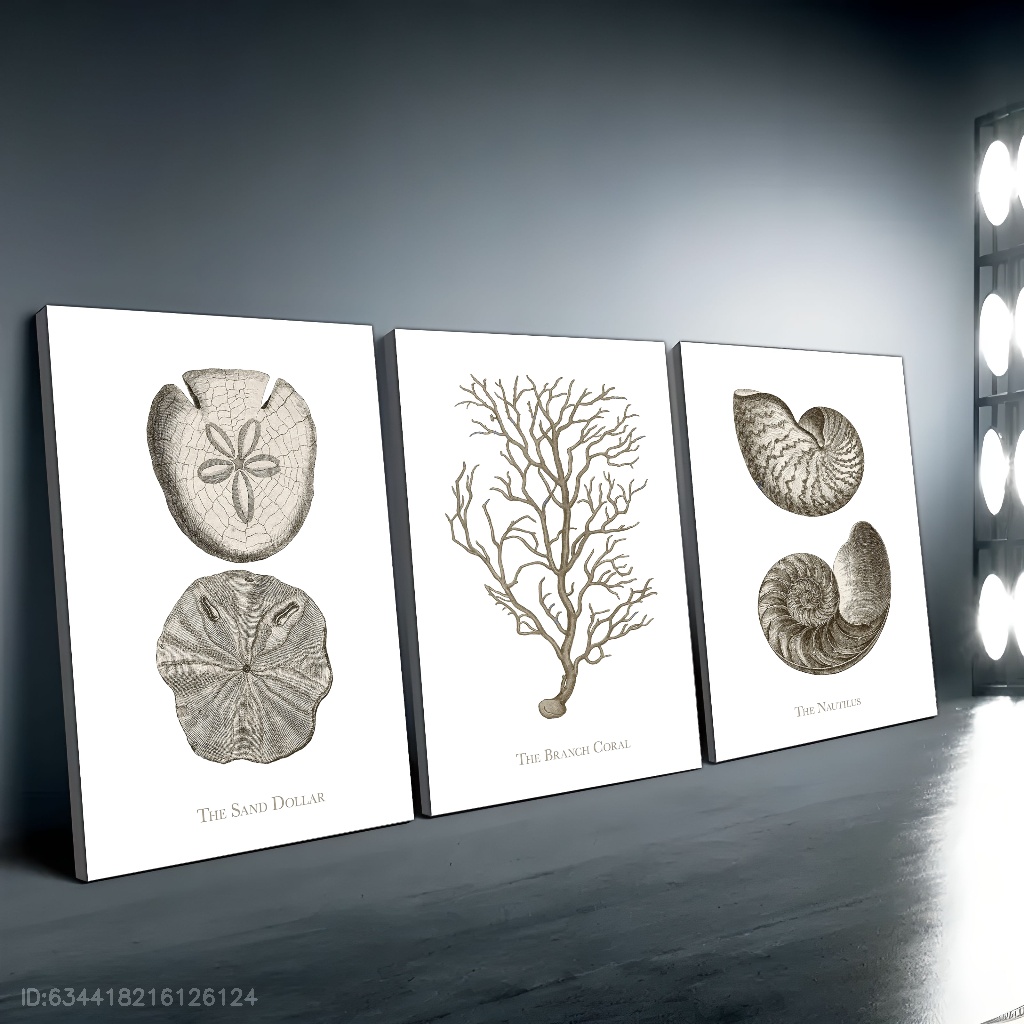 The Sand Dollar
The Branch Coral
The Nautilus
ID:634418216126124